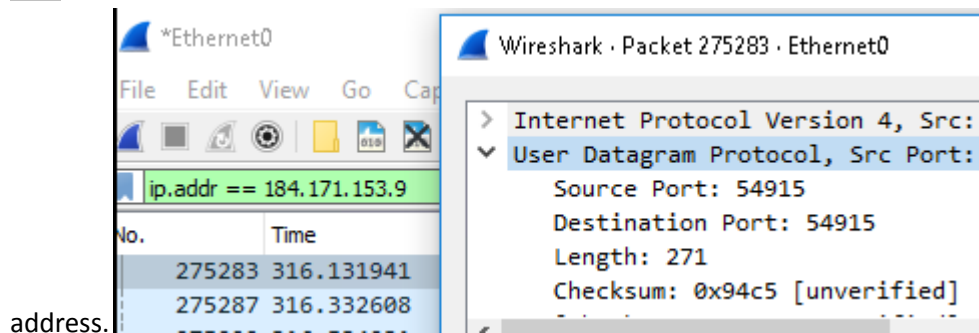 *Ethernet0
File Edit View Go Cap
ip.addr == 184.171.153.9
No. Time
275283 316.131941
275287 316.332608
Wireshark · Packet 275283 · Ethernet0
Internet Protocol Version 4, Src:
User Datagram Protocol, Src Port:
Source Port: 54915
Destination Port: 54915
Length: 271
Checksum: 0x94c5 [unverified]
address.